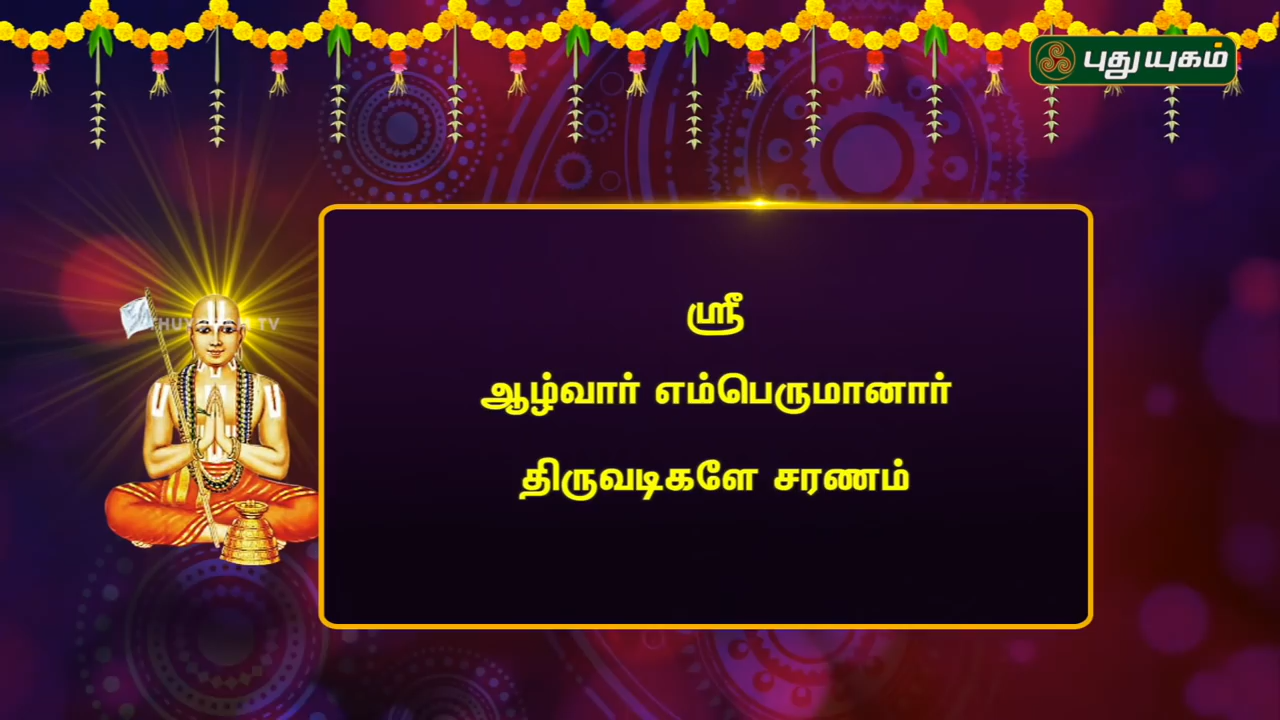 புதுயுகம்
ஸ்ரீ
ஆழ்வார் எம்பெருமானார்
திருவடிகளே சரணம்